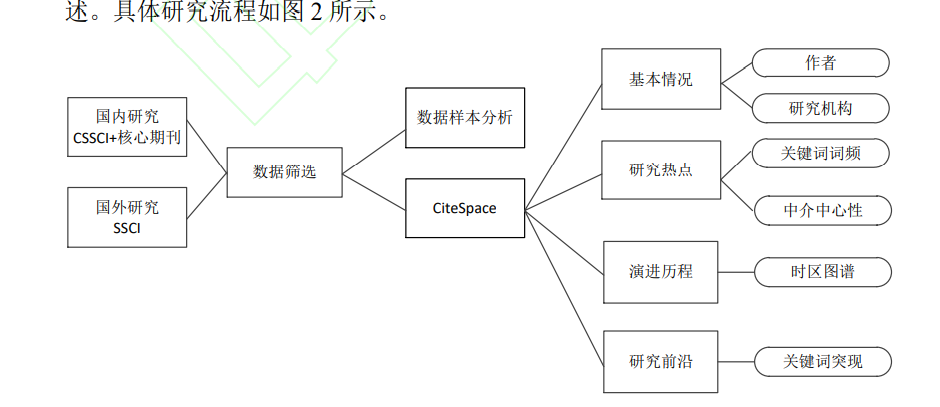 述。具体研究流程如图 2 所示。
国内研究
CSSCI+核心期刊
国外研究
SSCI
数据筛选
数据样本分析
CiteSpace
基本情况
作者
研究机构
研究热点
关键词词频
中介中心性
演进历程
时区图谱
研究前沿
关键词突现